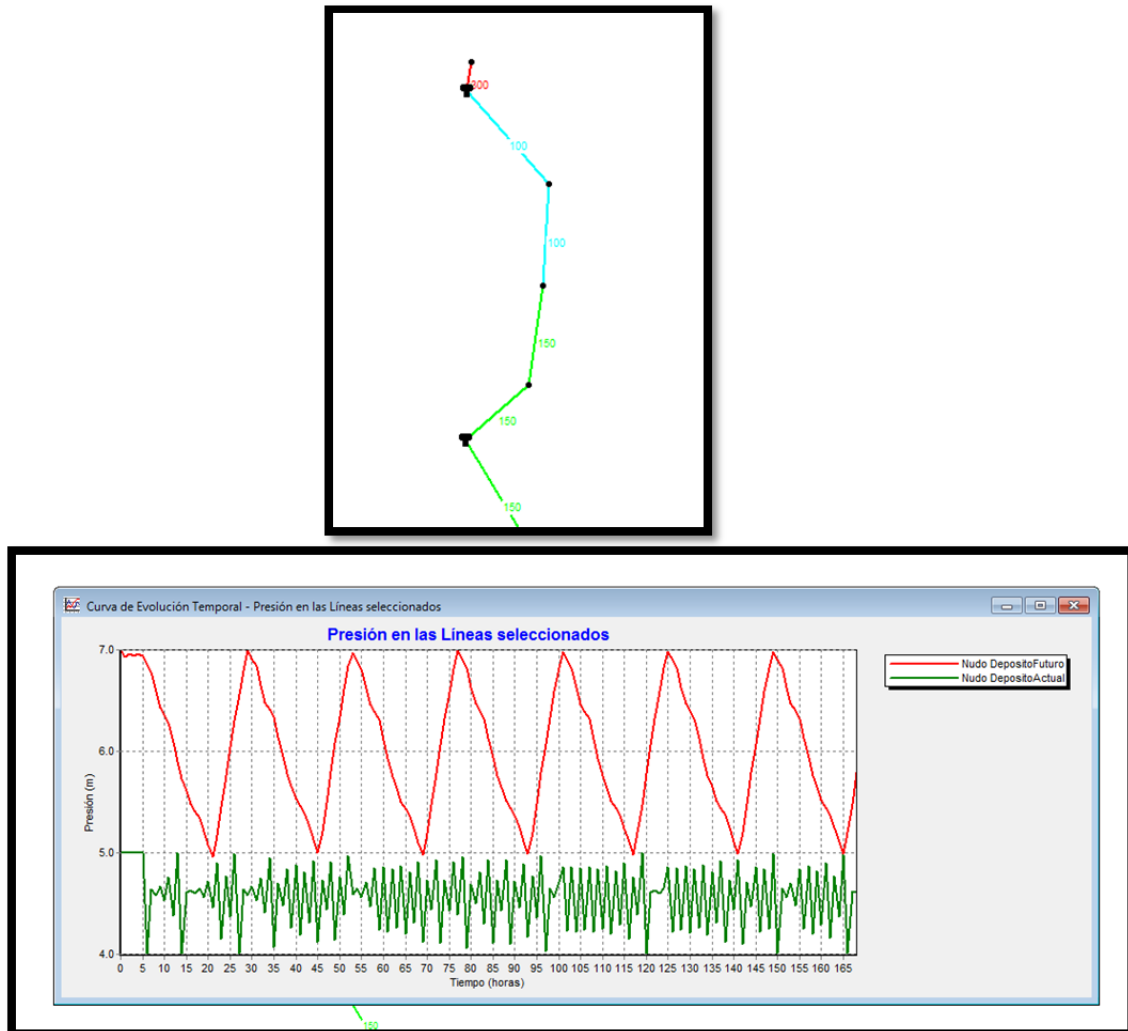 300
100
100
150
150
150
Curva de Evolución Temporal - Presión en las Líneas seleccionados
Presión en las Líneas seleccionados
Nudo DepositoFuturo
Nudo DepositoActual
7.0
6.0
5.0
4.0
Presión (m)
0 5 10 15 20 25 30 35 40 45 50 55 60 65 70 75 80 85 90 95 100 105 110 115 120 125 130 135 140 145 150 155 160 165
Tiempo (horas)
150